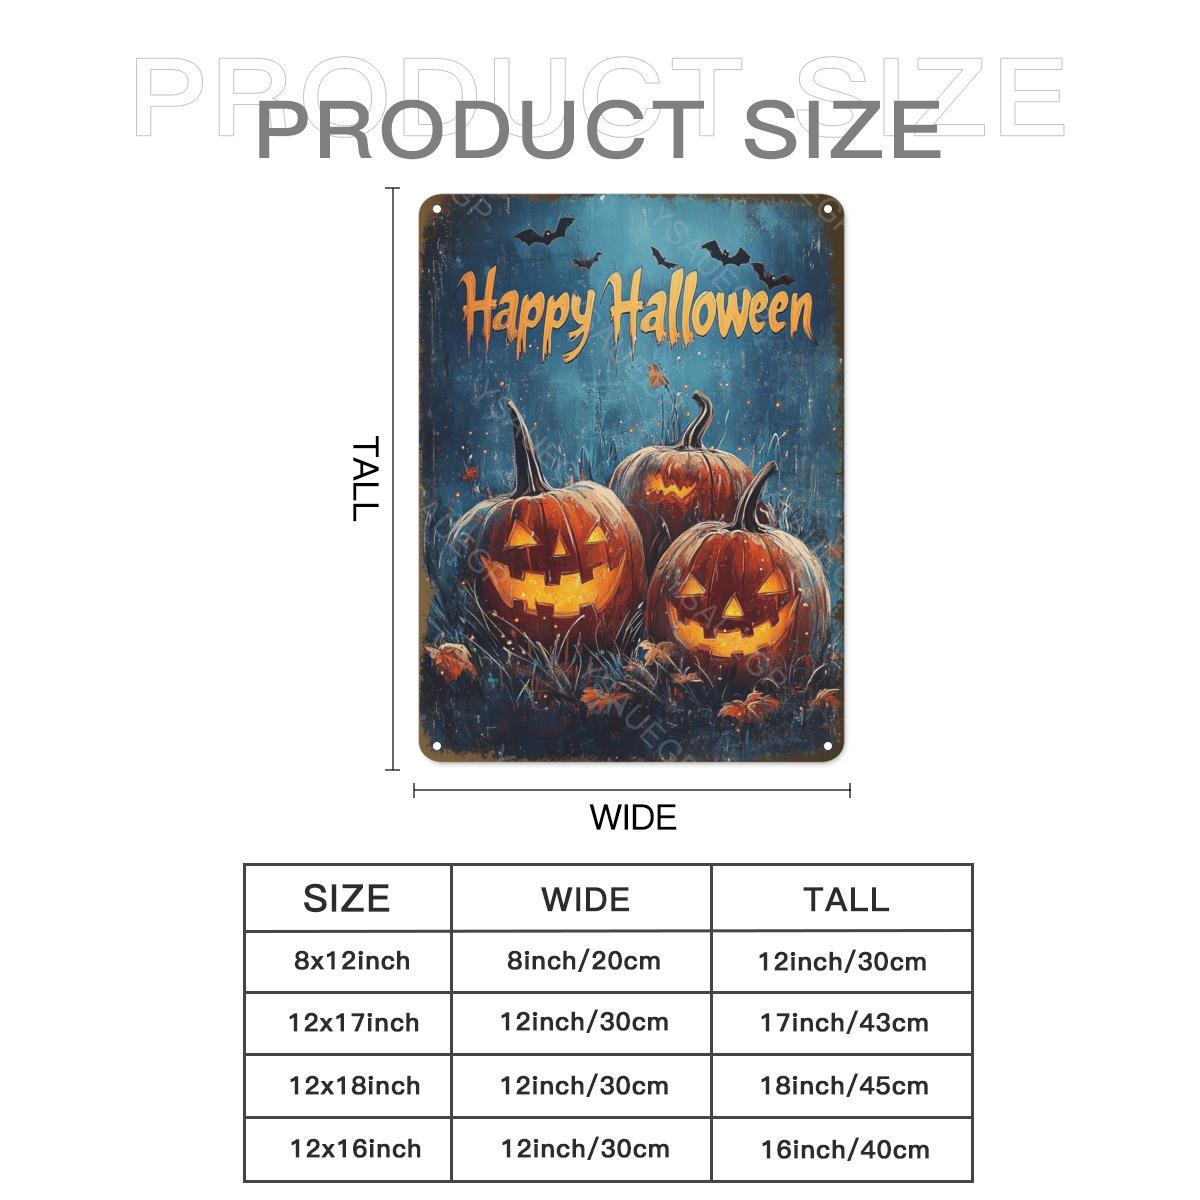 PRODUCT SIZE
PRODUCT SIZE
Happy Halloween
TALL
WIDE
SIZE WIDE TALL
8x12inch 8inch/20cm 12inch/30cm
12x17inch 12inch/30cm 17inch/43cm
12x18inch 12inch/30cm 18inch/45cm
12x16inch 12inch/30cm 16inch/40cm